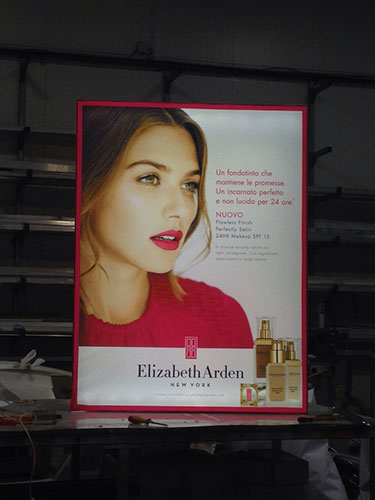 Un fondotinta che
mantiene le promesse.
Un incarnato perfetto
e non lucido per 24 ore*
NUOVO
Flawless Finish
Perfectly Satin
24HR Makeup SPF 15
Elizabeth Arden
NEW YORK